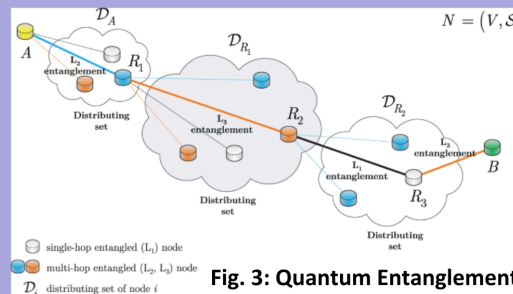 N = (V, S
𝒟_A
A
L₂
entanglement
R₁
Distributing
set
𝒟_R₁
L₃
entanglement
R₂
Distributing
set
𝒟_R₂
L₁
entanglement
L₃
entanglement
B
R₃
Distributing
set
single-hop entangled (L₁) node
multi-hop entangled (L₂, L₃) node
𝒟ᵢ distributing set of node i
Fig. 3: Quantum Entanglement